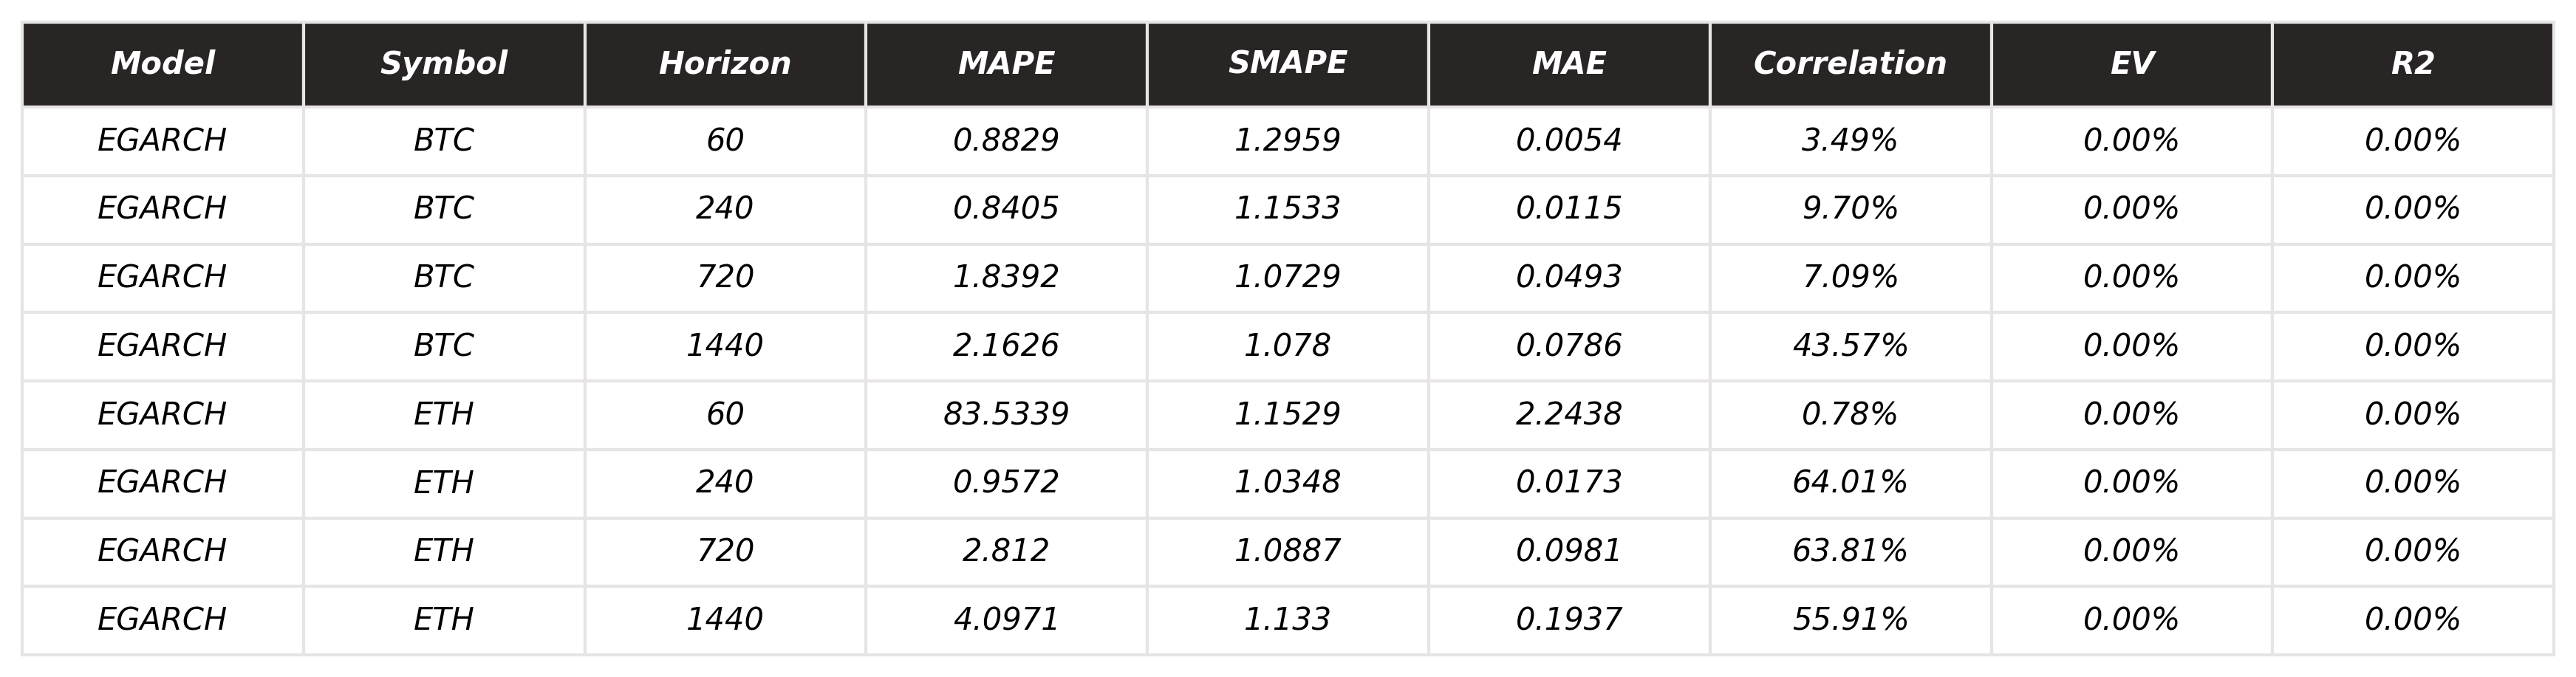 Model Symbol Horizon MAPE SMAPE MAE Correlation EV R2
EGARCH BTC 60 0.8829 1.2959 0.0054 3.49% 0.00% 0.00%
EGARCH BTC 240 0.8405 1.1533 0.0115 9.70% 0.00% 0.00%
EGARCH BTC 720 1.8392 1.0729 0.0493 7.09% 0.00% 0.00%
EGARCH BTC 1440 2.1626 1.078 0.0786 43.57% 0.00% 0.00%
EGARCH ETH 60 83.5339 1.1529 2.2438 0.78% 0.00% 0.00%
EGARCH ETH 240 0.9572 1.0348 0.0173 64.01% 0.00% 0.00%
EGARCH ETH 720 2.812 1.0887 0.0981 63.81% 0.00% 0.00%
EGARCH ETH 1440 4.0971 1.133 0.1937 55.91% 0.00% 0.00%